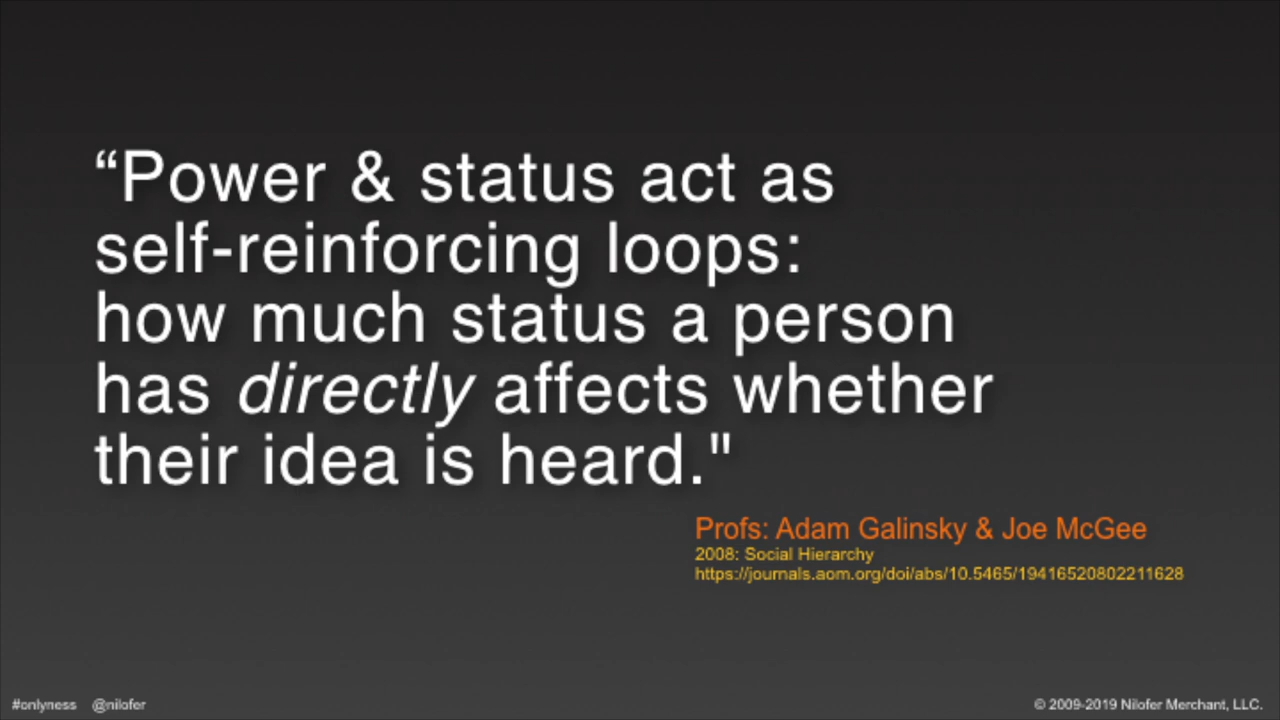 “Power & status act as
self-reinforcing loops:
how much status a person
has directly affects whether
their idea is heard."
Profs: Adam Galinsky & Joe McGee
2008: Social Hierarchy
https://journals.aom.org/doi/abs/10.5465/19416520802211628
#onlyness @nilofer
© 2009-2019 Nilofer Merchant, LLC.